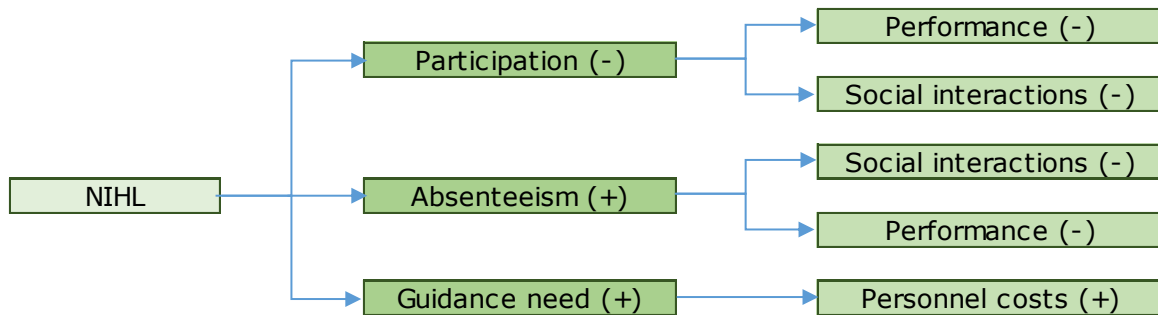 Performance (-)
Participation (-)
Social interactions (-)
Social interactions (-)
NIHL
Absenteeism (+)
Performance (-)
Guidance need (+)
Personnel costs (+)